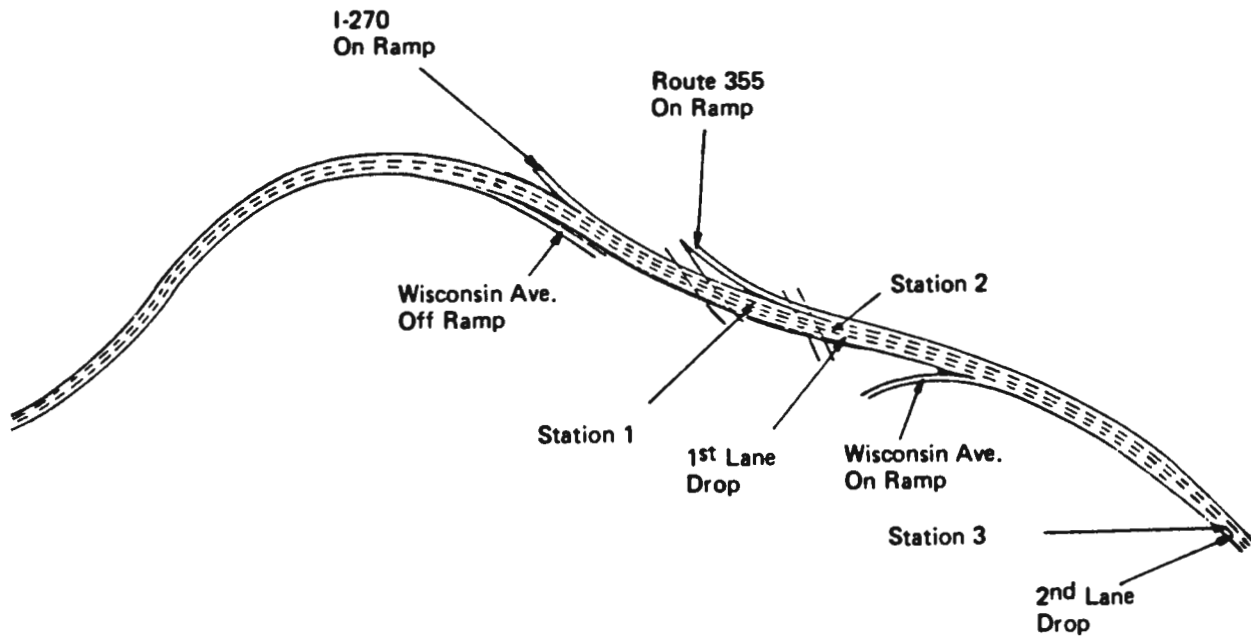 I-270
On Ramp
Route 355
On Ramp
Wisconsin Ave.
Off Ramp
Station 2
Station 1
1st Lane
Drop
Wisconsin Ave.
On Ramp
Station 3
2nd Lane
Drop